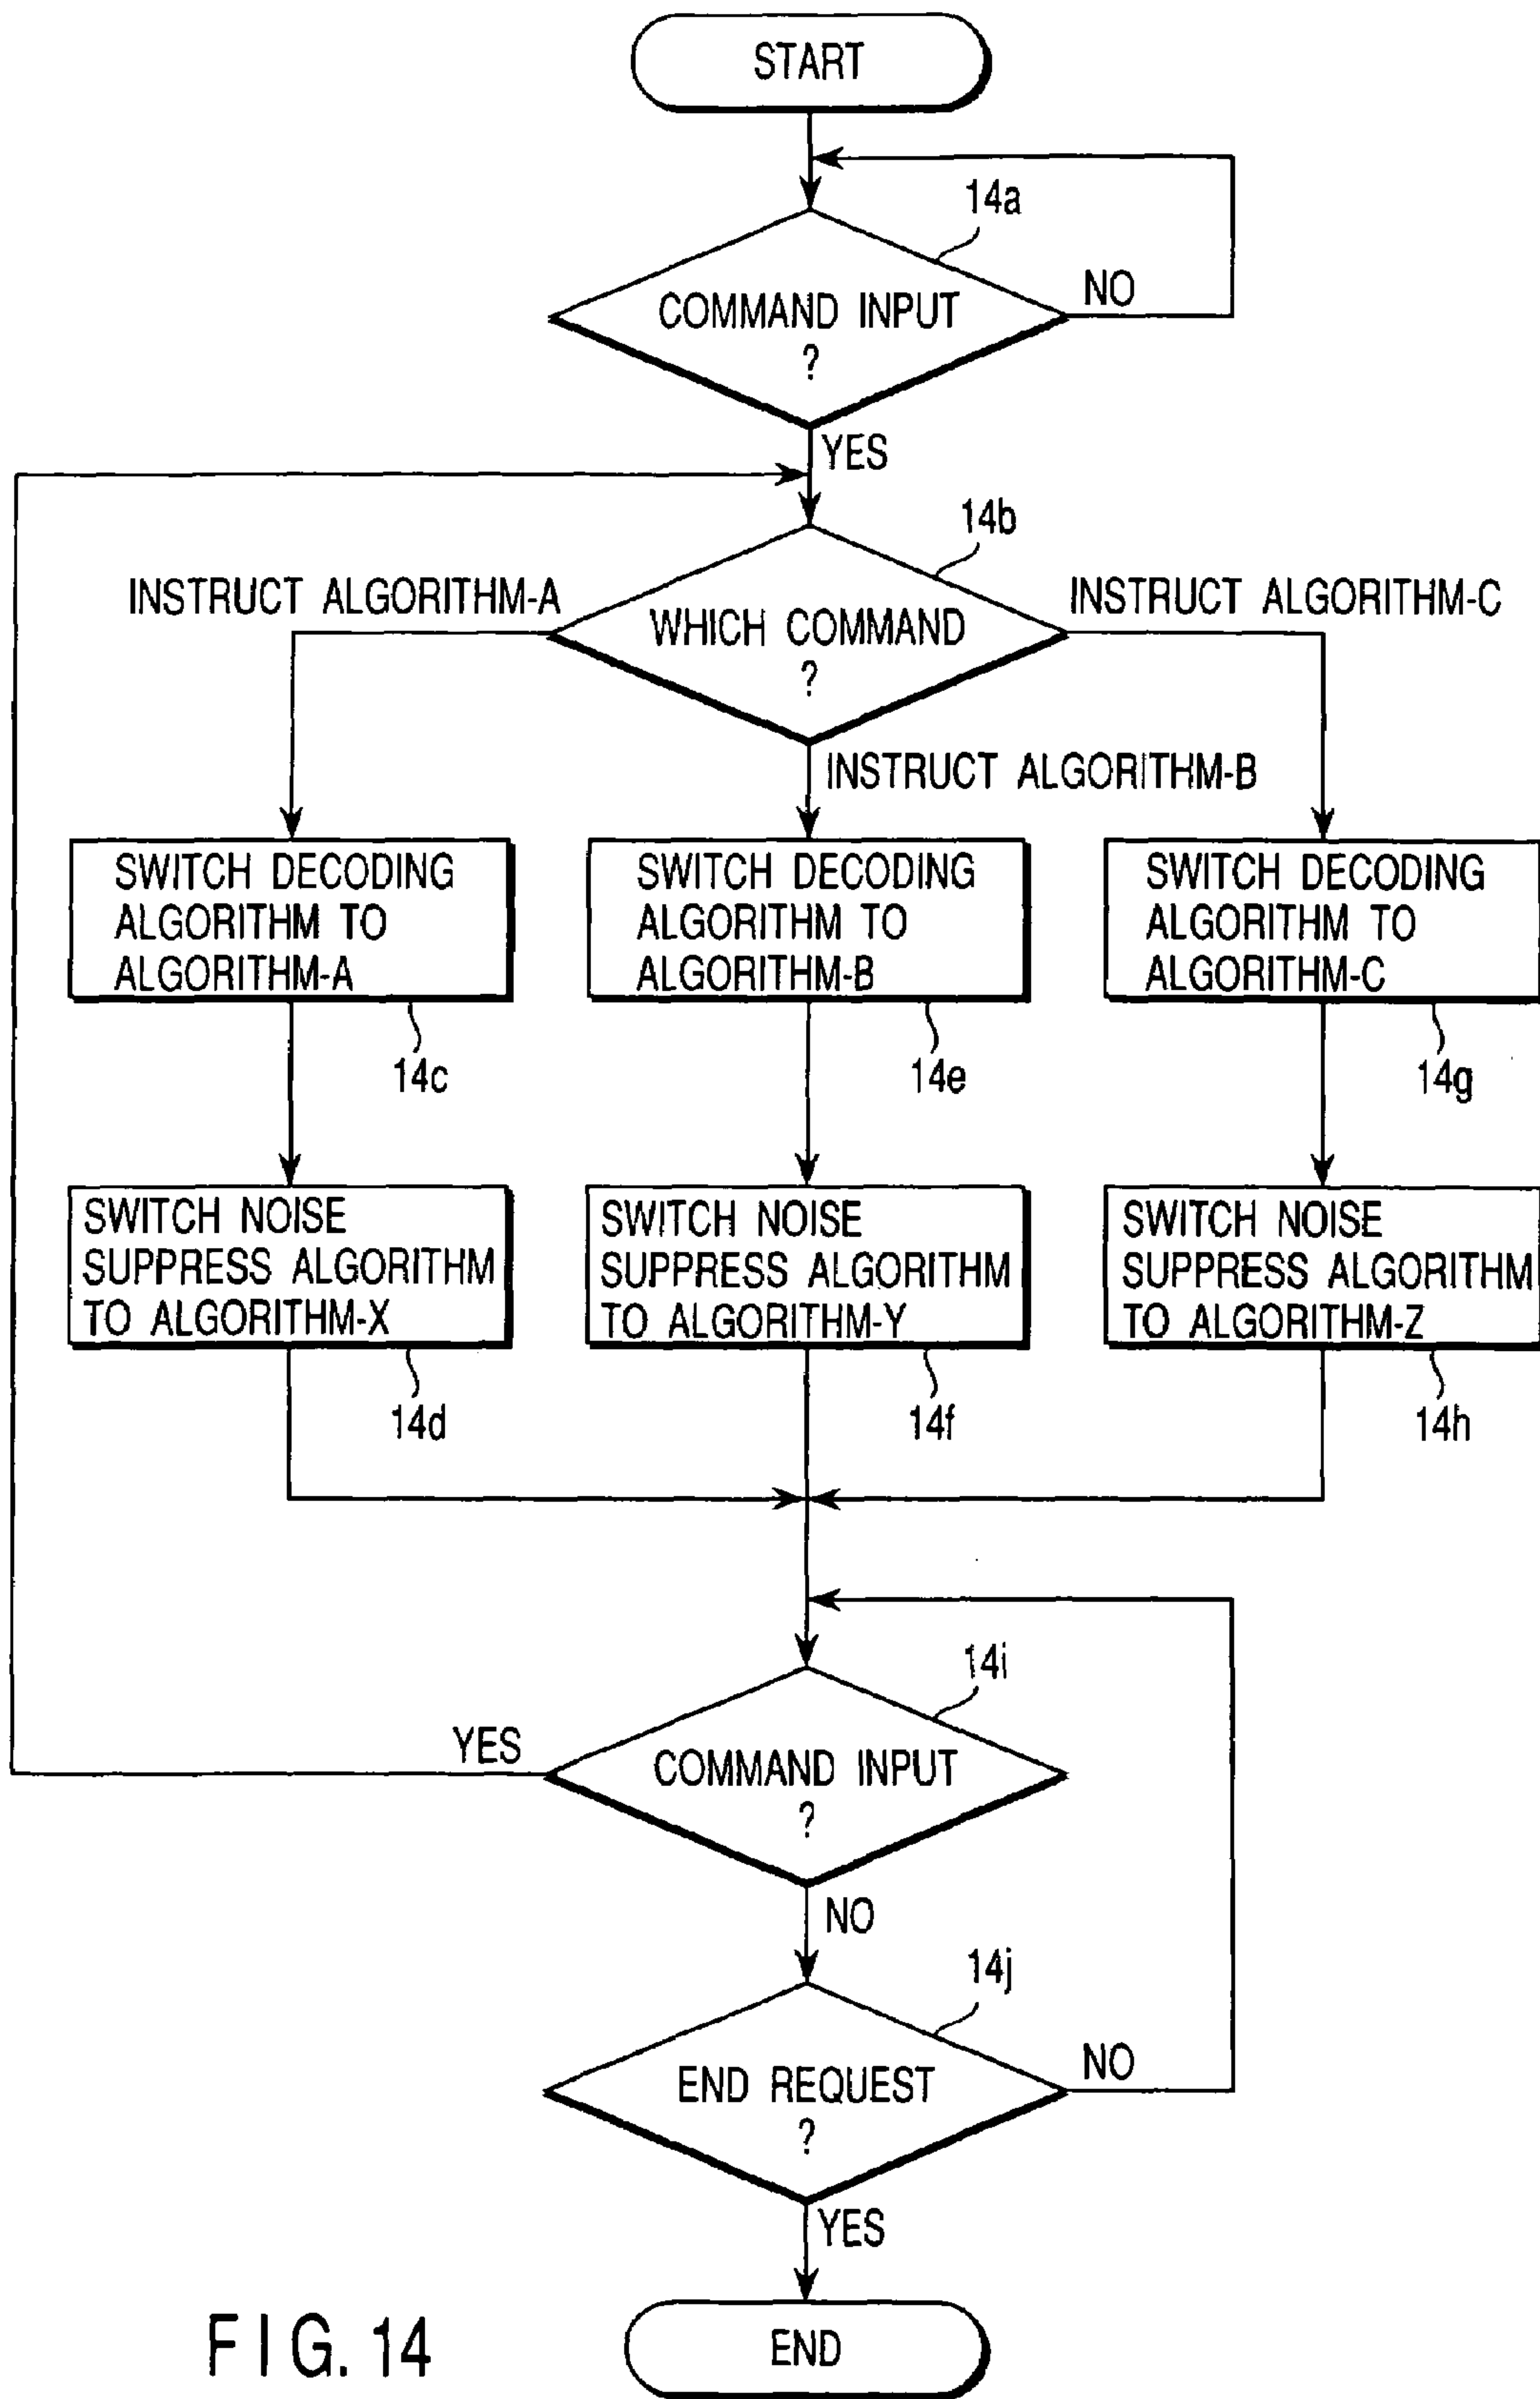 START
14a
COMMAND INPUT
?
NO
YES
14b
INSTRUCT ALGORITHM-A
WHICH COMMAND
?
INSTRUCT ALGORITHM-C
INSTRUCT ALGORITHM-B
SWITCH DECODING
ALGORITHM TO
ALGORITHM-A
14c
SWITCH DECODING
ALGORITHM TO
ALGORITHM-B
14e
SWITCH DECODING
ALGORITHM TO
ALGORITHM-C
14g
SWITCH NOISE
SUPPRESS ALGORITHM
TO ALGORITHM-X
14d
SWITCH NOISE
SUPPRESS ALGORITHM
TO ALGORITHM-Y
14f
SWITCH NOISE
SUPPRESS ALGORITHM
TO ALGORITHM-Z
14h
14i
YES
COMMAND INPUT
?
NO
14j
END REQUEST
?
NO
YES
END
FIG. 14